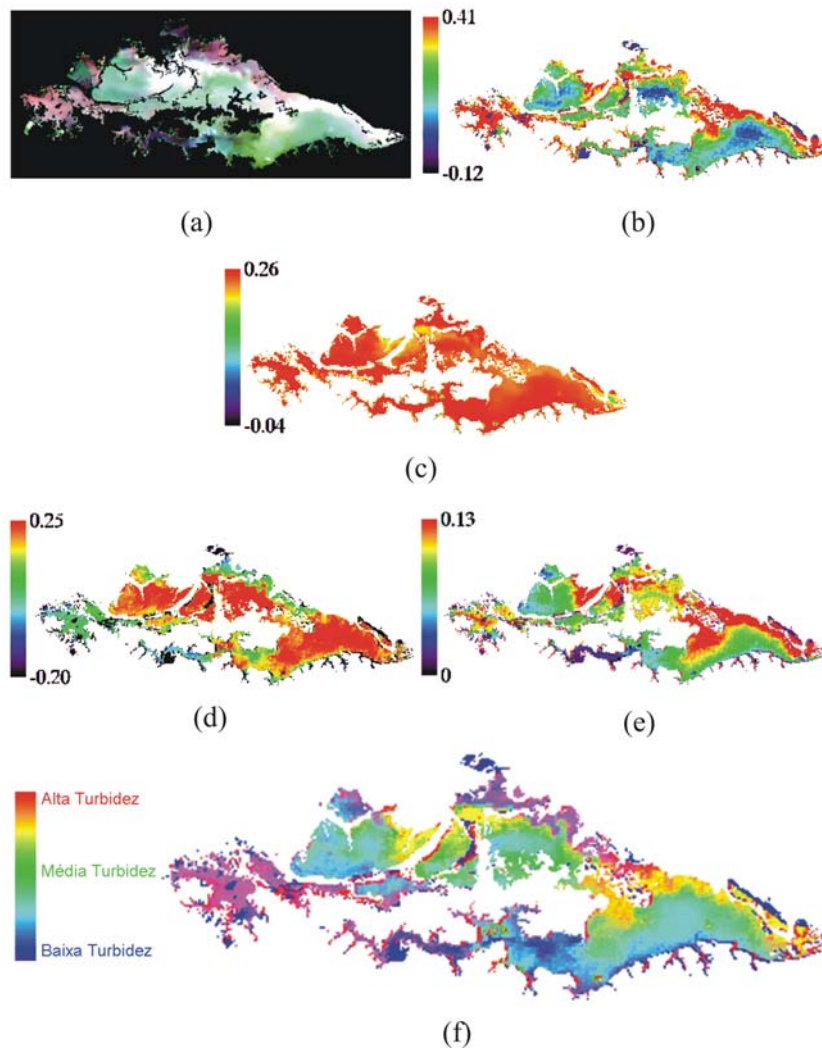 0.41
-0.12
(a)
(b)
0.26
-0.04
(c)
0.25
-0.20
0.13
0
(d)
(e)
Alta Turbidez
Média Turbidez
Baixa Turbidez
(f)